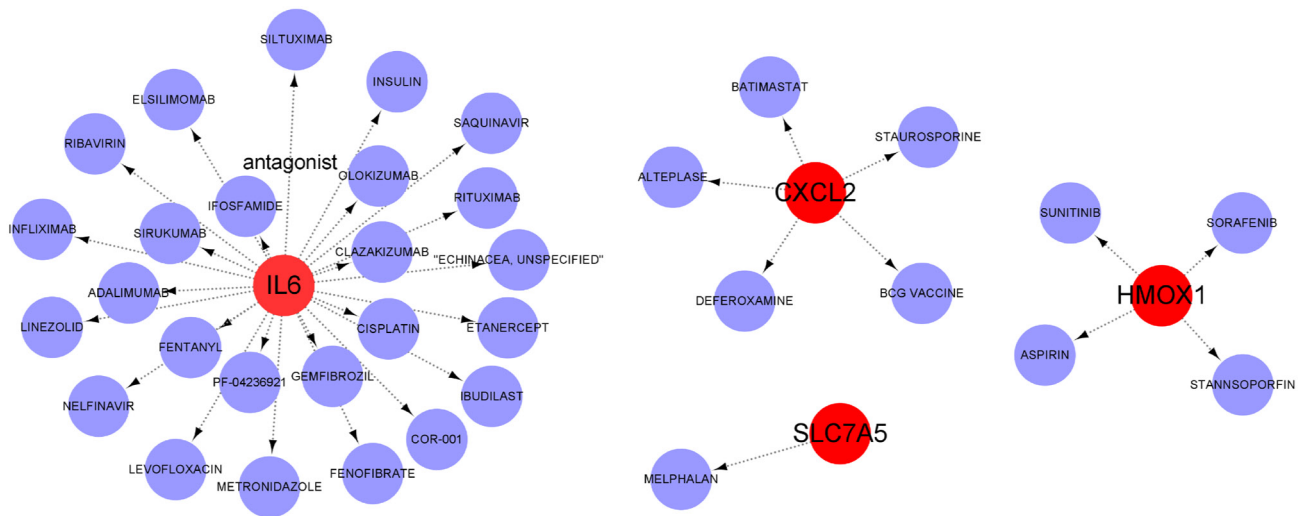 SILTUXIMAB
INSULIN
ELSILIMOMAB
SAQUINAVIR
RIBAVIRIN
antagonist
OLOKIZUMAB
IFOSFAMIDE
RITUXIMAB
INFLIXIMAB
SIRUKUMAB
CLAZAKIZUMAB
"ECHINACEA, UNSPECIFIED"
IL6
ADALIMUMAB
LINEZOLID
CISPLATIN
ETANERCEPT
FENTANYL
PF-04236921
GEMFIBROZIL
NELFINAVIR
IBUDILAST
COR-001
LEVOFLOXACIN
METRONIDAZOLE
FENOFIBRATE
BATIMASTAT
STAUROSPORINE
ALTEPLASE
CXCL2
DEFEROXAMINE
BCG VACCINE
SLC7A5
MELPHALAN
SUNITINIB
SORAFENIB
HMOX1
ASPIRIN
STANNSOPORFIN